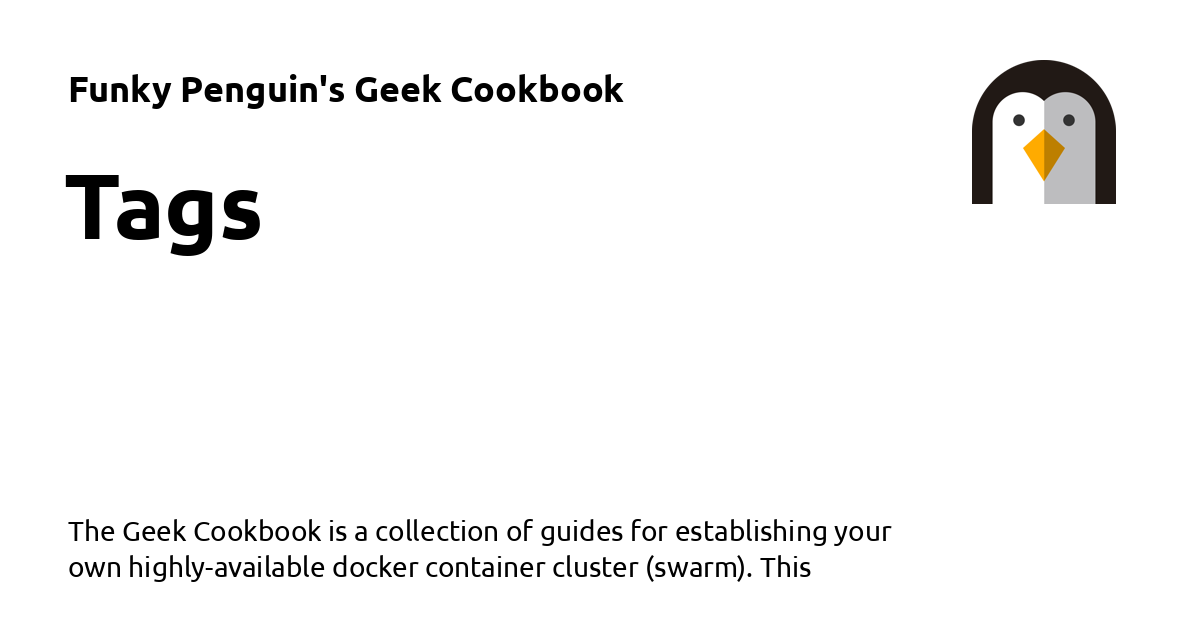 Funky Penguin's Geek Cookbook
Tags
The Geek Cookbook is a collection of guides for establishing your
own highly-available docker container cluster (swarm). This